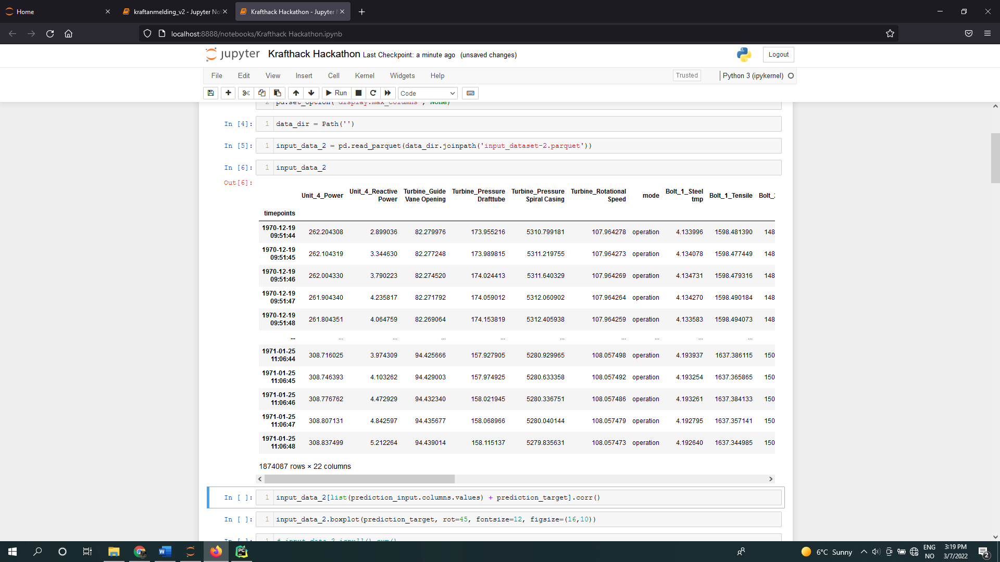 Home
kraftanmelding_v2 - Jupyter No
Krafthack Hackathon - Jupyter
localhost:8888/notebooks/Krafthack Hackathon.ipynb
jupyter Krafthack Hackathon Last Checkpoint: a minute ago (unsaved changes)
Logout
File Edit View Insert Cell Kernel Widgets Help
Trusted
Python 3 (ipykernel)
Run
Code
2 pd.set_option('display.max_columns', None)
In [4]: 1 data_dir = Path('')
In [5]: 1 input_data_2 = pd.read_parquet(data_dir.joinpath('input_dataset-2.parquet'))
In [6]: 1 input_data_2
Out[6]:
Unit_4_Power Unit_4_Reactive Power Turbine_Guide Vane Opening Turbine_Pressure Drafttube Turbine_Pressure Spiral Casing Turbine_Rotational Speed mode Bolt_1_Steel tmp Bolt_1_Tensile Bolt_
timepoints
1970-12-19 09:51:44 262.204308 2.899036 82.279976 173.955216 5310.799181 107.964278 operation 4.133996 1598.481390 148
1970-12-19 09:51:45 262.104319 3.344630 82.277248 173.989815 5311.219755 107.964273 operation 4.134078 1598.477449 148
1970-12-19 09:51:46 262.004330 3.790223 82.274520 174.024413 5311.640329 107.964269 operation 4.134731 1598.479316 148
1970-12-19 09:51:47 261.904340 4.235817 82.271792 174.059012 5312.060902 107.964264 operation 4.134270 1598.490184 148
1970-12-19 09:51:48 261.804351 4.064759 82.269064 174.153819 5312.405938 107.964259 operation 4.133583 1598.494073 148
... ... ... ... ... ... ... ... ... ...
1971-01-25 11:06:44 308.716025 3.974309 94.425666 157.927905 5280.929965 108.057498 operation 4.193937 1637.386115 150
1971-01-25 11:06:45 308.746393 4.103262 94.429003 157.974925 5280.633358 108.057492 operation 4.193254 1637.365865 150
1971-01-25 11:06:46 308.776762 4.472929 94.432340 158.021945 5280.336751 108.057486 operation 4.193261 1637.384133 150
1971-01-25 11:06:47 308.807131 4.842597 94.435677 158.068966 5280.040144 108.057479 operation 4.192795 1637.357141 150
1971-01-25 11:06:48 308.837499 5.212264 94.439014 158.115137 5279.835631 108.057473 operation 4.192640 1637.344985 150
1874087 rows × 22 columns
In [ ]: 1 input_data_2[list(prediction_input.columns.values) + prediction_target].corr()
In [ ]: 1 input_data_2.boxplot(prediction_target, rot=45, fontsize=12, figsize=(16,10))
In [ ]: 1 # input_data_2.isnull().sum()
6°C Sunny
ENG
NO
3:19 PM
3/7/2022
2